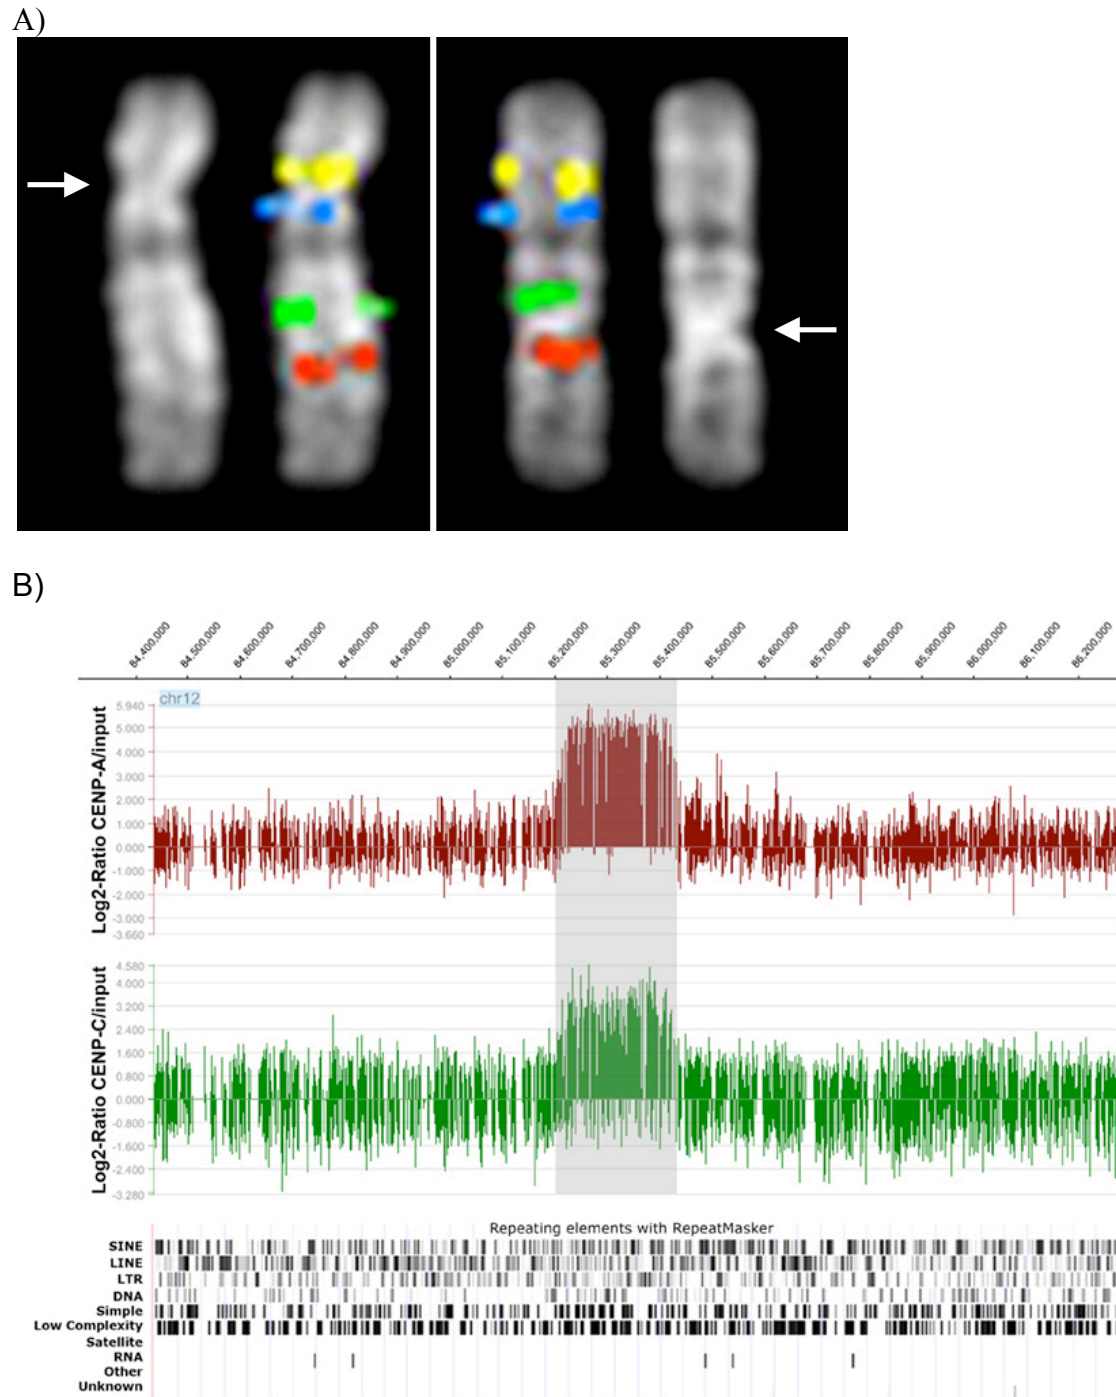 A)
B)
84,400,000 84,500,000 84,600,000 84,700,000 84,800,000 84,900,000 85,000,000 85,100,000 85,200,000 85,300,000 85,400,000 85,500,000 85,600,000 85,700,000 85,800,000 85,900,000 86,000,000 86,100,000 86,200,000
chr12
Log2-Ratio CENP-A/input
5.940
5.000
4.000
3.000
2.000
1.000
0.000
-1.000
-2.000
-3.000
-3.660
Log2-Ratio CENP-C/input
4.580
4.000
3.200
2.400
1.600
0.800
0.000
-0.800
-1.600
-2.400
-3.280
Repeating elements with RepeatMasker
SINE
LINE
LTR
DNA
Simple
Low Complexity
Satellite
RNA
Other
Unknown